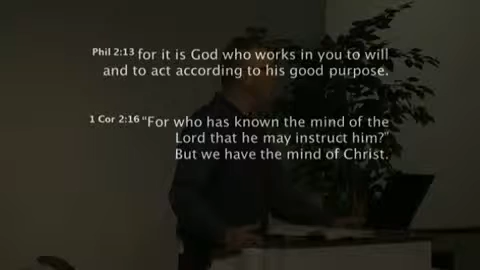 Phil 2:13 for it is God who works in you to will
and to act according to his good purpose.
1 Cor 2:16 "For who has known the mind of the
Lord that he may instruct him?"
But we have the mind of Christ.